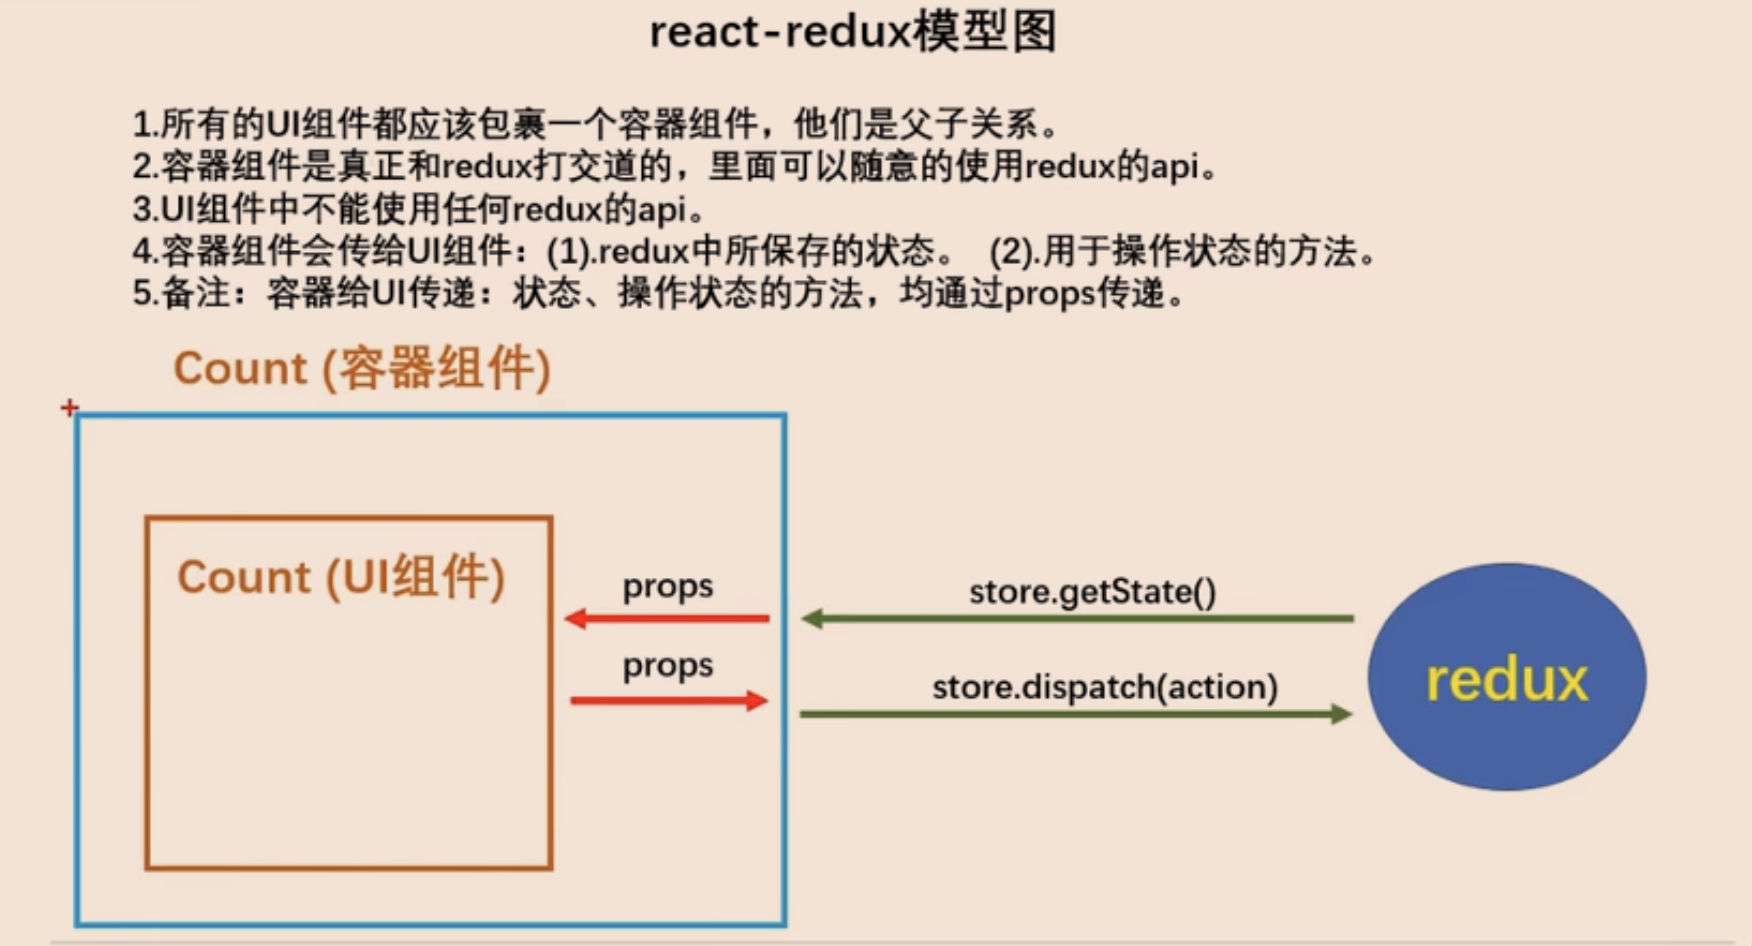 react-redux模型图
1.所有的UI组件都应该包裹一个容器组件，他们是父子关系。
2.容器组件是真正和redux打交道的，里面可以随意的使用redux的api。
3.UI组件中不能使用任何redux的api。
4.容器组件会传给UI组件：(1).redux中所保存的状态。 (2).用于操作状态的方法。
5.备注：容器给UI传递：状态、操作状态的方法，均通过props传递。
Count (容器组件)
Count (UI组件)
props
store.getState()
props
store.dispatch(action)
redux